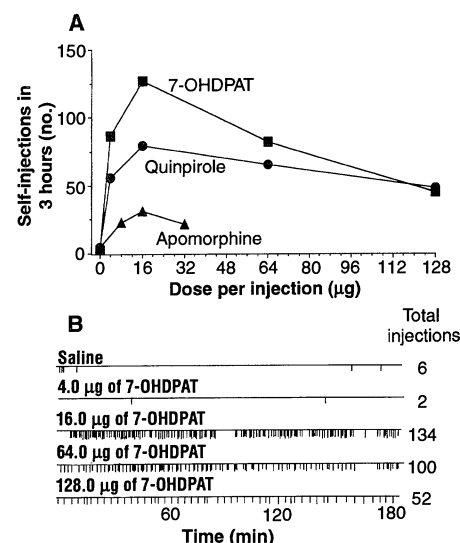 A
150
7-OHDPAT
100
Quinpirole
50
Apomorphine
0
Self-injections in
3 hours (no.)
0 16 32 48 64 80 96 112 128
Dose per injection (μg)
B
Total
injections
Saline
6
4.0 μg of 7-OHDPAT
2
16.0 μg of 7-OHDPAT
134
64.0 μg of 7-OHDPAT
100
128.0 μg of 7-OHDPAT
52
60 120 180
Time (min)